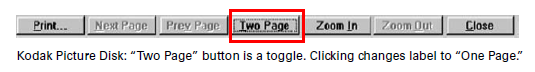 Print... Next Page Prev Page Two Page Zoom In Zoom Out Close
Kodak Picture Disk: “Two Page” button is a toggle. Clicking changes label to “One Page.”